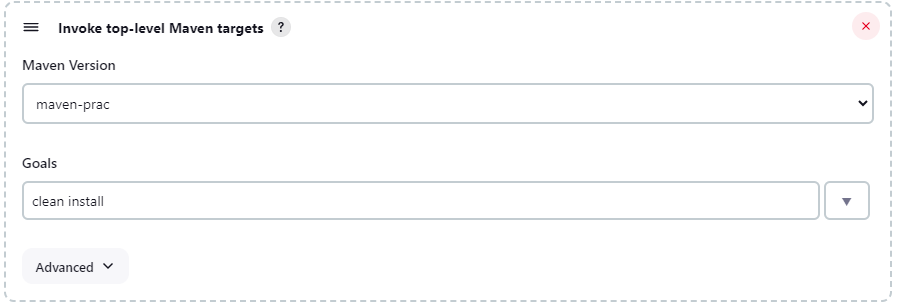 Invoke top-level Maven targets ?
Maven Version
maven-prac
Goals
clean install
Advanced